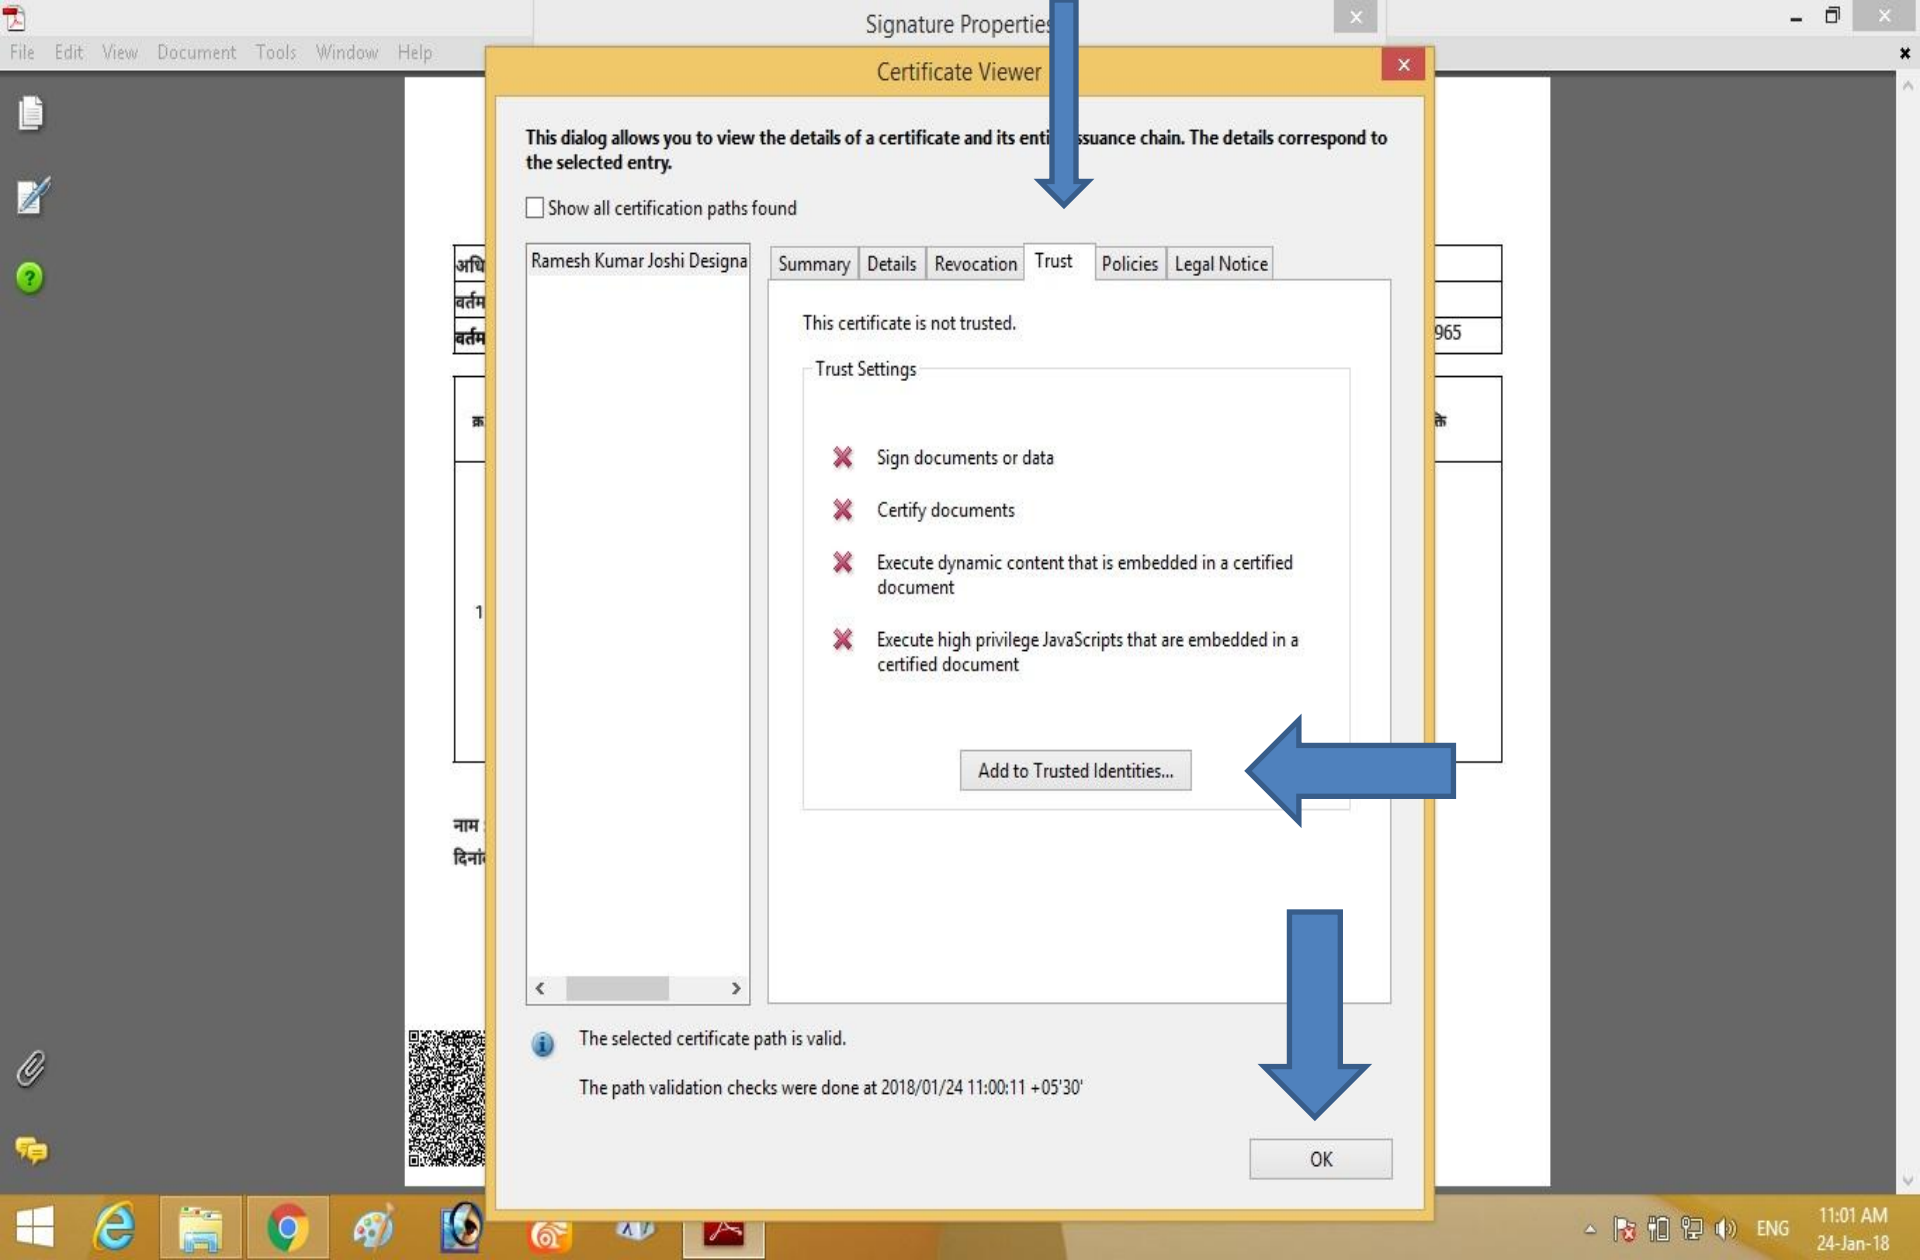 Signature Properties
File Edit View Document Tools Window Help
Certificate Viewer
This dialog allows you to view the details of a certificate and its issuance chain. The details correspond to
the selected entry.
Show all certification paths found
Ramesh Kumar Joshi Designa
Summary Details Revocation Trust Policies Legal Notice
This certificate is not trusted.
965
Trust Settings
Sign documents or data
Certify documents
Execute dynamic content that is embedded in a certified
document
1
Execute high privilege JavaScripts that are embedded in a
certified document
Add to Trusted Identities...
नाम :
The selected certificate path is valid.
The path validation checks were done at 2018/01/24 11:00:11 +05'30'
OK
ENG
11:01 AM
24-Jan-18